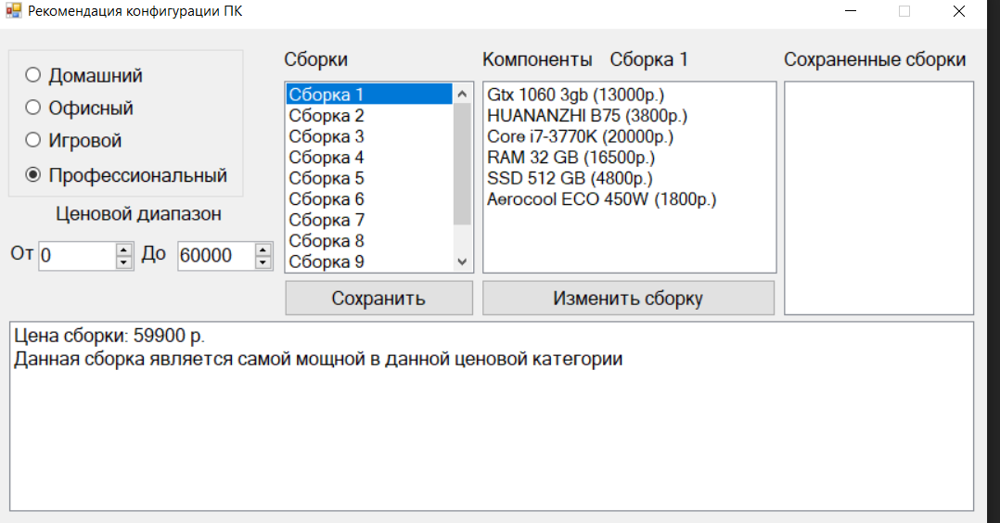 Рекомендация конфигурации ПК
Домашний
Офисный
Игровой
Профессиональный
Ценовой диапазон
От 0 До 60000
Сборки
Сборка 1
Сборка 2
Сборка 3
Сборка 4
Сборка 5
Сборка 6
Сборка 7
Сборка 8
Сборка 9
Сохранить
Компоненты Сборка 1
Gtx 1060 3gb (13000р.)
HUANANZHI B75 (3800р.)
Core i7-3770K (20000р.)
RAM 32 GB (16500р.)
SSD 512 GB (4800р.)
Aerocool ECO 450W (1800р.)
Изменить сборку
Сохраненные сборки
Цена сборки: 59900 р.
Данная сборка является самой мощной в данной ценовой категории